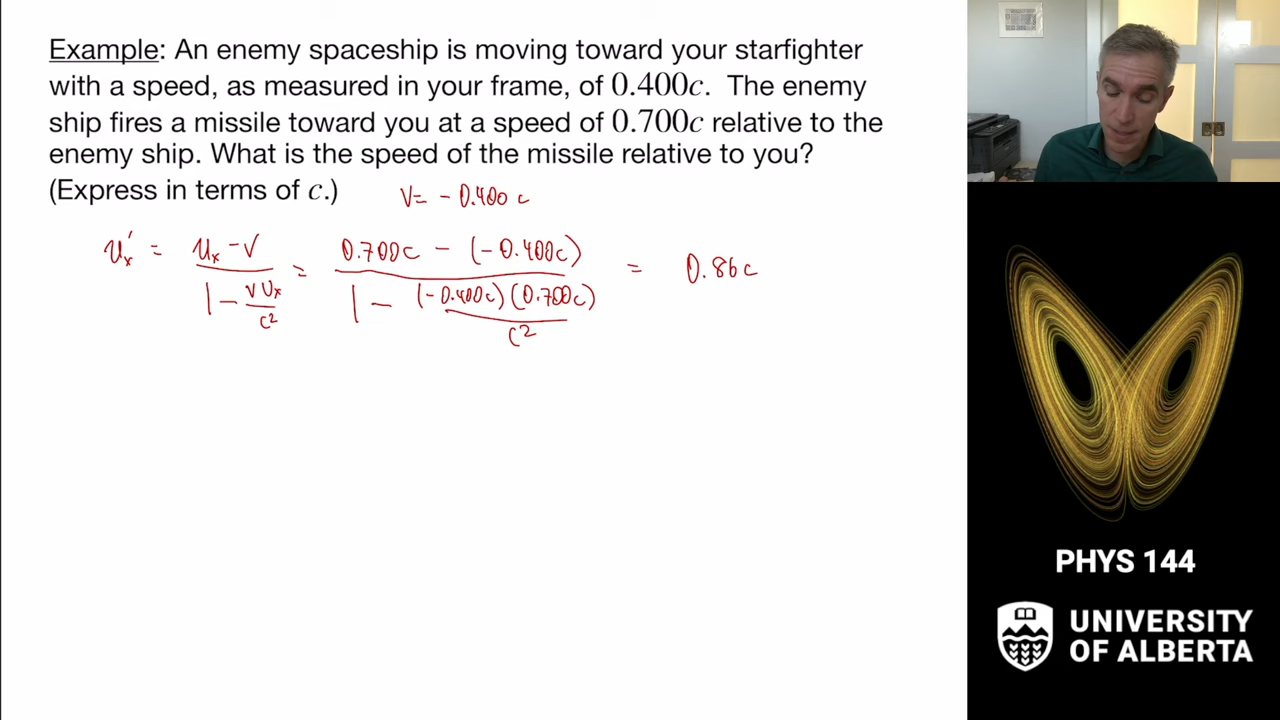 Example: An enemy spaceship is moving toward your starfighter
with a speed, as measured in your frame, of 0.400c. The enemy
ship fires a missile toward you at a speed of 0.700c relative to the
enemy ship. What is the speed of the missile relative to you?
(Express in terms of c.)
V = - 0.400 c
u'ₓ = (uₓ - V) / (1 - V uₓ / c²) = (0.700c - (-0.400c)) / (1 - (-0.400c)(0.700c) / c²) = 0.86c
PHYS 144
UNIVERSITY
OF ALBERTA